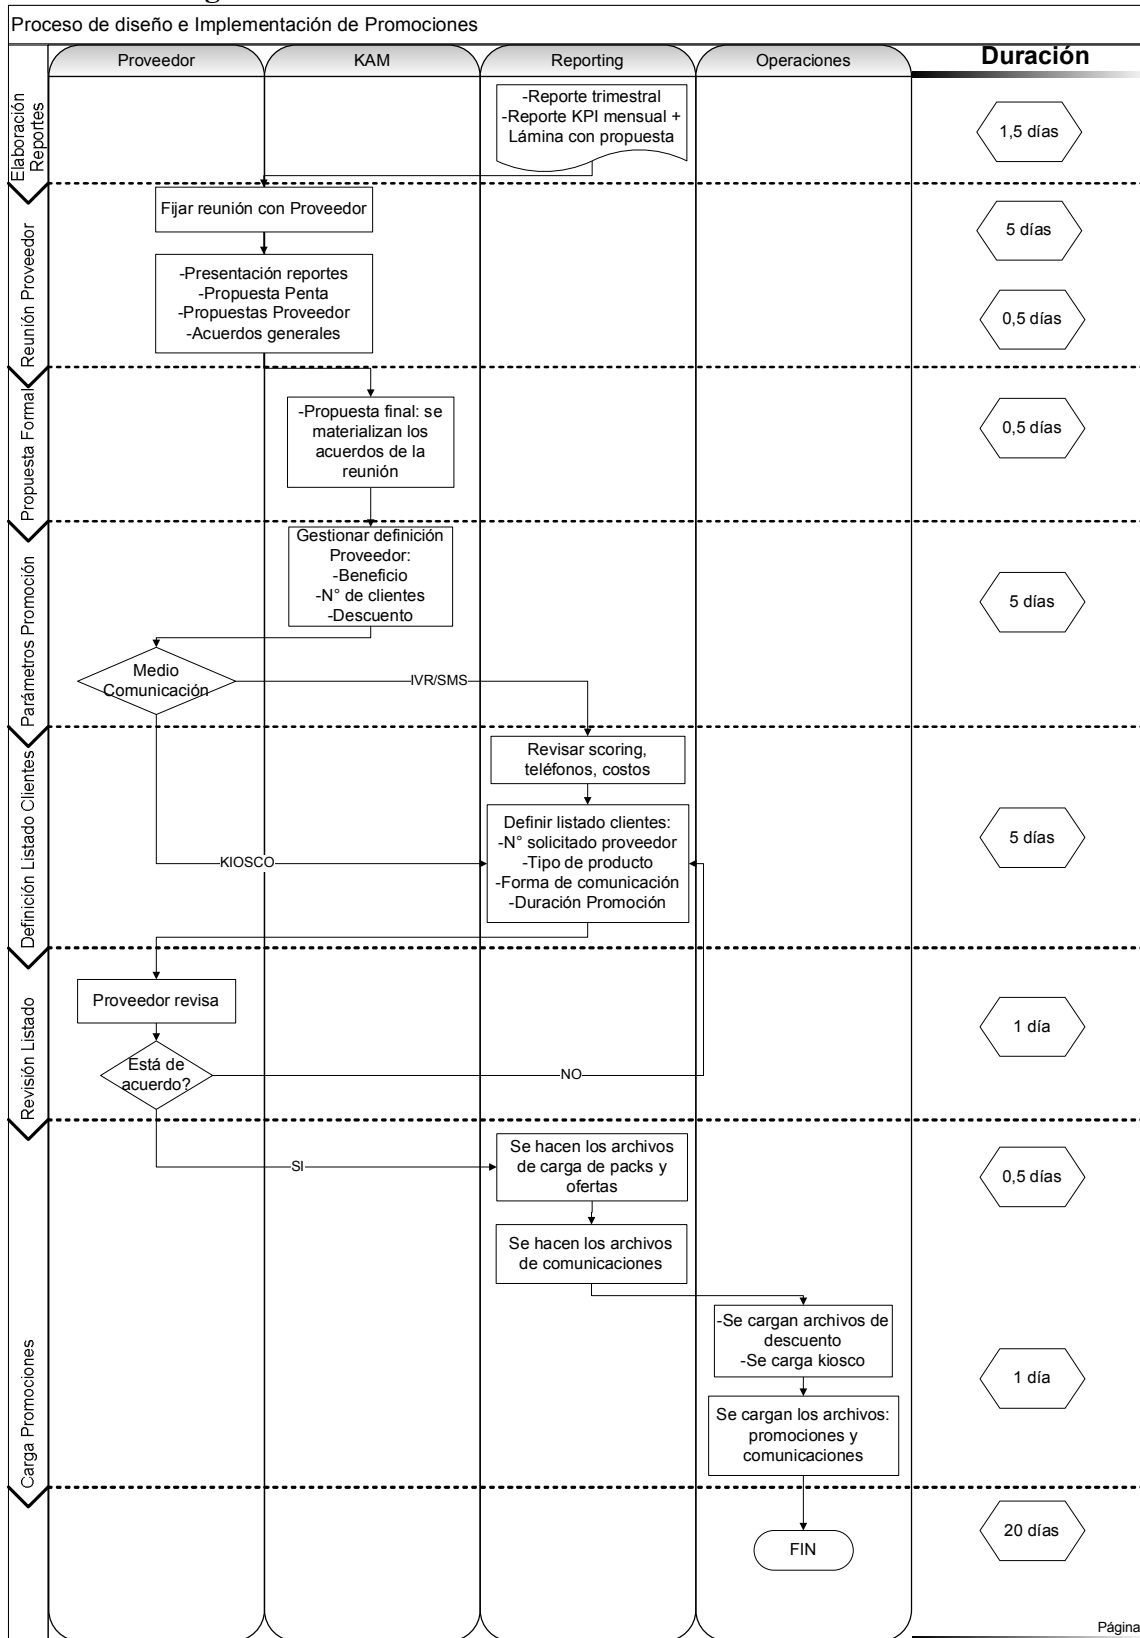 Proceso de diseño e Implementación de Promociones
Proveedor
KAM
Reporting
Operaciones
Duración
Elaboración
Reportes
-Reporte trimestral
-Reporte KPI mensual +
Lámina con propuesta
1,5 días
Reunión Proveedor
Fijar reunión con Proveedor
5 días
-Presentación reportes
-Propuesta Penta
-Propuestas Proveedor
-Acuerdos generales
0,5 días
Propuesta Formal
-Propuesta final: se
materializan los
acuerdos de la
reunión
0,5 días
Parámetros Promoción
Gestionar definición
Proveedor:
-Beneficio
-N° de clientes
-Descuento
5 días
Medio
Comunicación
IVR/SMS
Definición Listado Clientes
Revisar scoring,
teléfonos, costos
Definir listado clientes:
-N° solicitado proveedor
-Tipo de producto
-Forma de comunicación
-Duración Promoción
KIOSCO
5 días
Revisión Listado
Proveedor revisa
1 día
Está de
acuerdo?
NO
Carga Promociones
SI
Se hacen los archivos
de carga de packs y
ofertas
0,5 días
Se hacen los archivos
de comunicaciones
-Se cargan archivos de
descuento
-Se carga kiosco
1 día
Se cargan los archivos:
promociones y
comunicaciones
FIN
20 días
Página